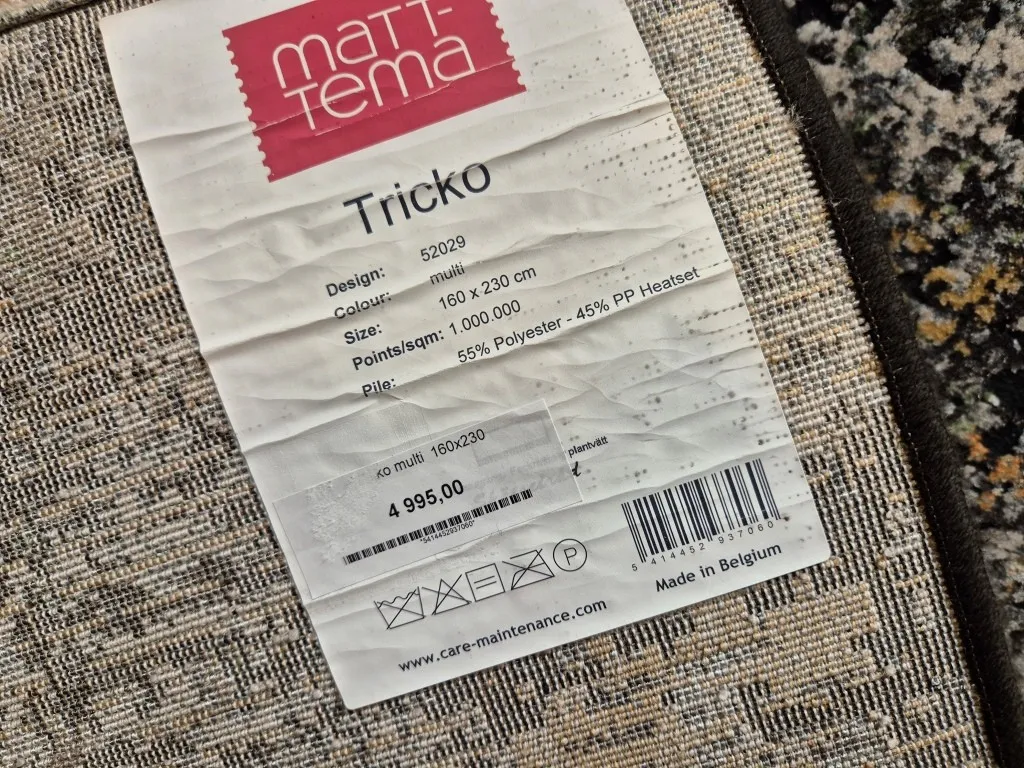 maTT-
Tema
Tricko
Design: 52029
Colour: multi
Size: 160 x 230 cm
Points/sqm: 1.000.000
Pile: 55% Polyester - 45% PP Heatset
ko multi 160x230
4 995,00
*5414452937060*
plantvätt
P
5 414452 937060
Made in Belgium
www.care-maintenance.com